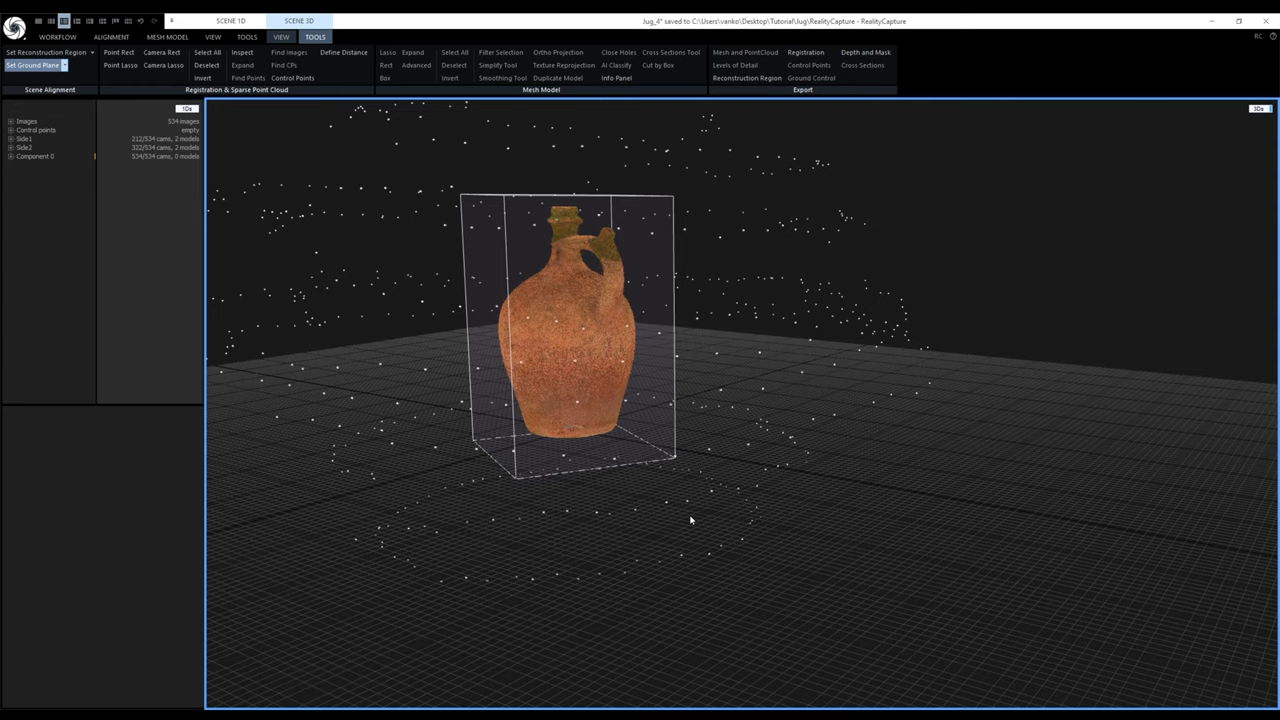 SCENE 1D SCENE 3D Jug_4* saved to C:\Users\vanko\Desktop\Tutorial\Jug\RealityCapture - RealityCapture
WORKFLOW ALIGNMENT MESH MODEL VIEW TOOLS VIEW TOOLS RC
Set Reconstruction Region Point Rect Camera Rect Select All Inspect Find Images Define Distance Lasso Expand Select All Filter Selection Ortho Projection Close Holes Cross Sections Tool Mesh and PointCloud Registration Depth and Mask
Set Ground Plane Point Lasso Camera Lasso Deselect Expand Find CPs Rect Advanced Deselect Simplify Tool Texture Reprojection AI Classify Cut by Box Levels of Detail Control Points Cross Sections
Invert Find Points Control Points Box Invert Smoothing Tool Duplicate Model Info Panel Reconstruction Region Ground Control
Scene Alignment Registration & Sparse Point Cloud Mesh Model Export
1Ds 3Ds
Images 534 images
Control points empty
Side1 212/534 cams, 2 models
Side2 322/534 cams, 2 models
Component 0 534/534 cams, 0 models